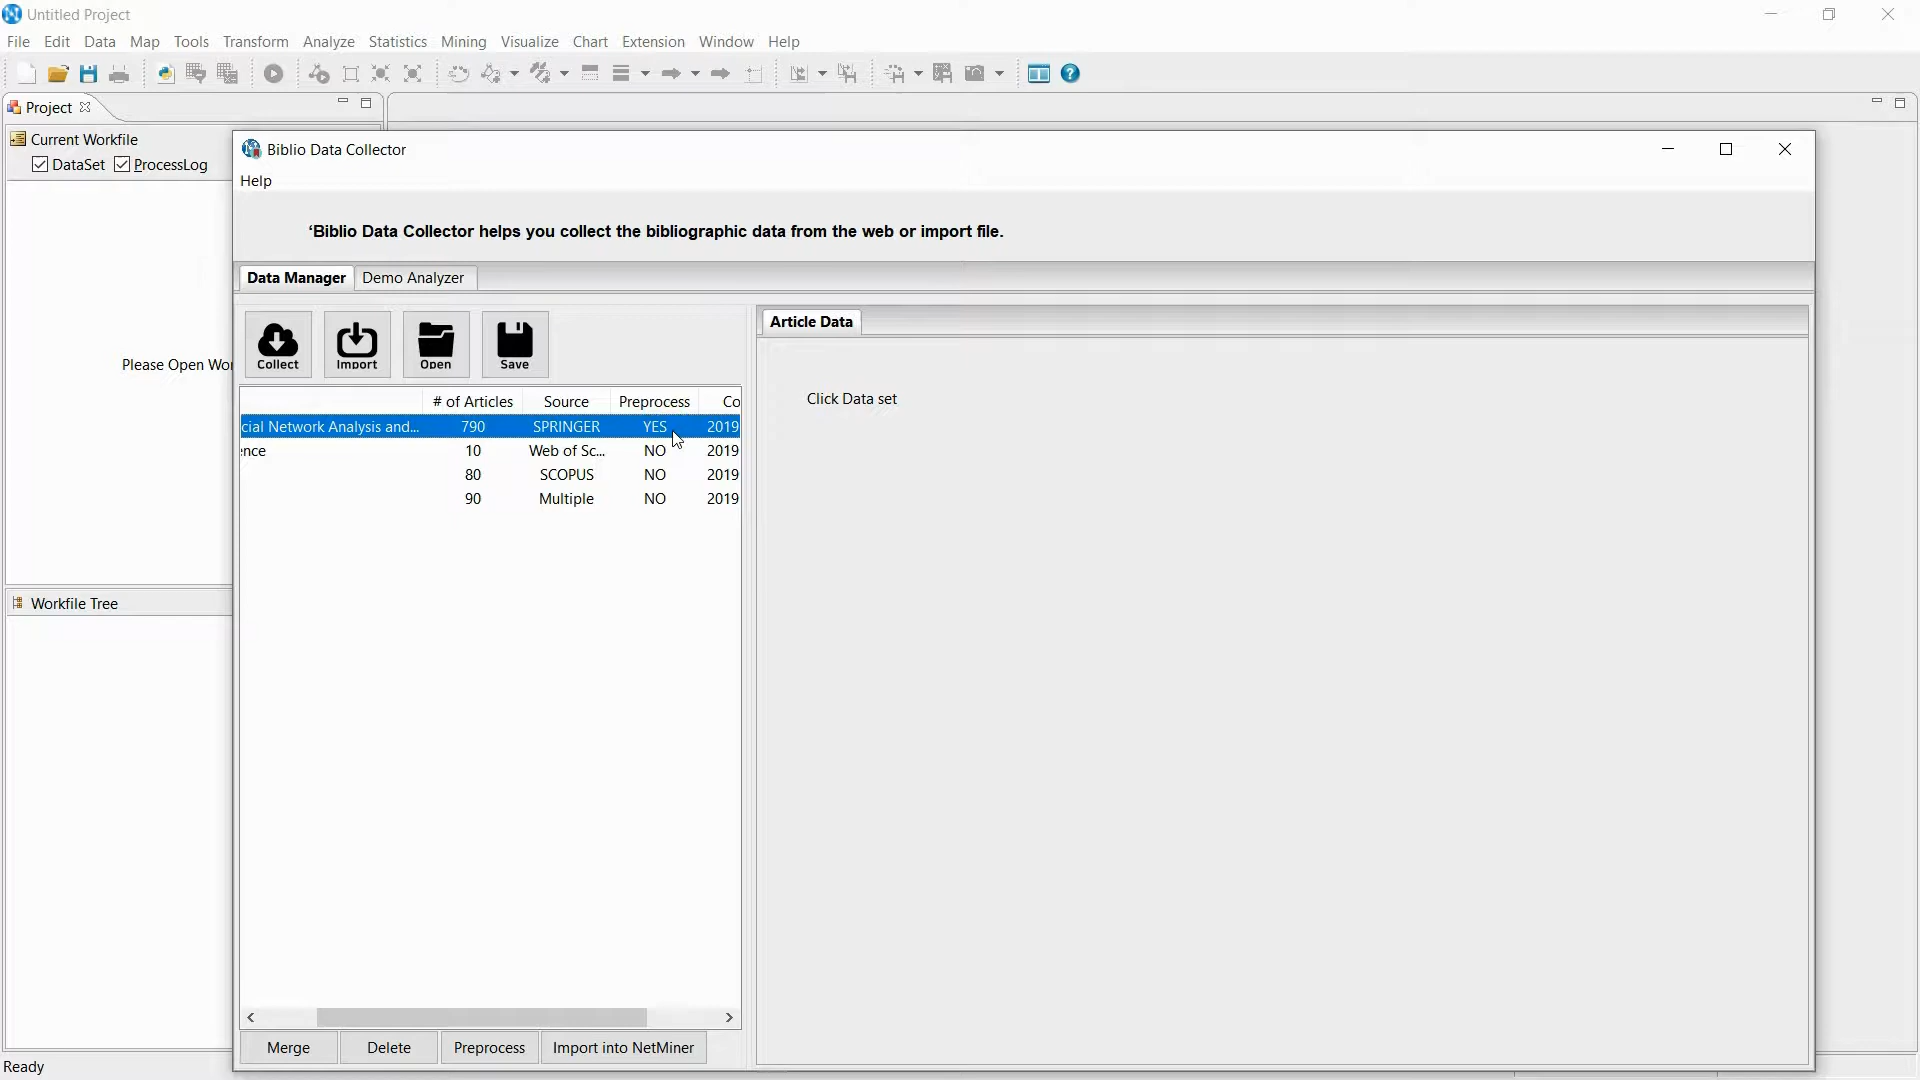 Untitled Project
File Edit Data Map Tools Transform Analyze Statistics Mining Visualize Chart Extension Window Help
Project
Current Workfile
DataSet ProcessLog
Please Open Wor
Workfile Tree
Ready
Biblio Data Collector
Help
‘Biblio Data Collector helps you collect the bibliographic data from the web or import file.
Data Manager Demo Analyzer
Collect Import Open Save
# of Articles Source Preprocess Co
cial Network Analysis and... 790 SPRINGER YES 2019
ence 10 Web of Sc... NO 2019
80 SCOPUS NO 2019
90 Multiple NO 2019
Merge Delete Preprocess Import into NetMiner
Article Data
Click Data set